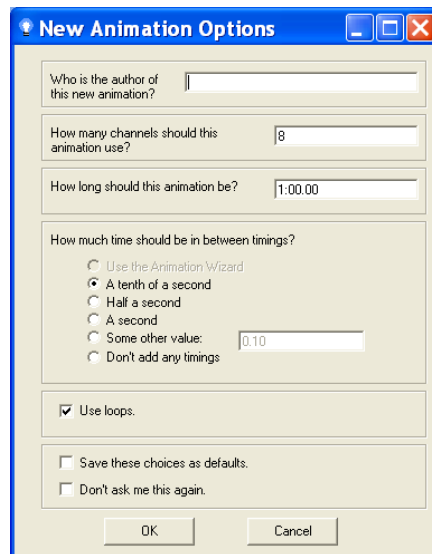 New Animation Options
Who is the author of
this new animation?
How many channels should this
animation use?
8
How long should this animation be?
1:00.00
How much time should be in between timings?
Use the Animation Wizard
A tenth of a second
Half a second
A second
Some other value:
0.10
Don't add any timings
Use loops.
Save these choices as defaults.
Don't ask me this again.
OK
Cancel